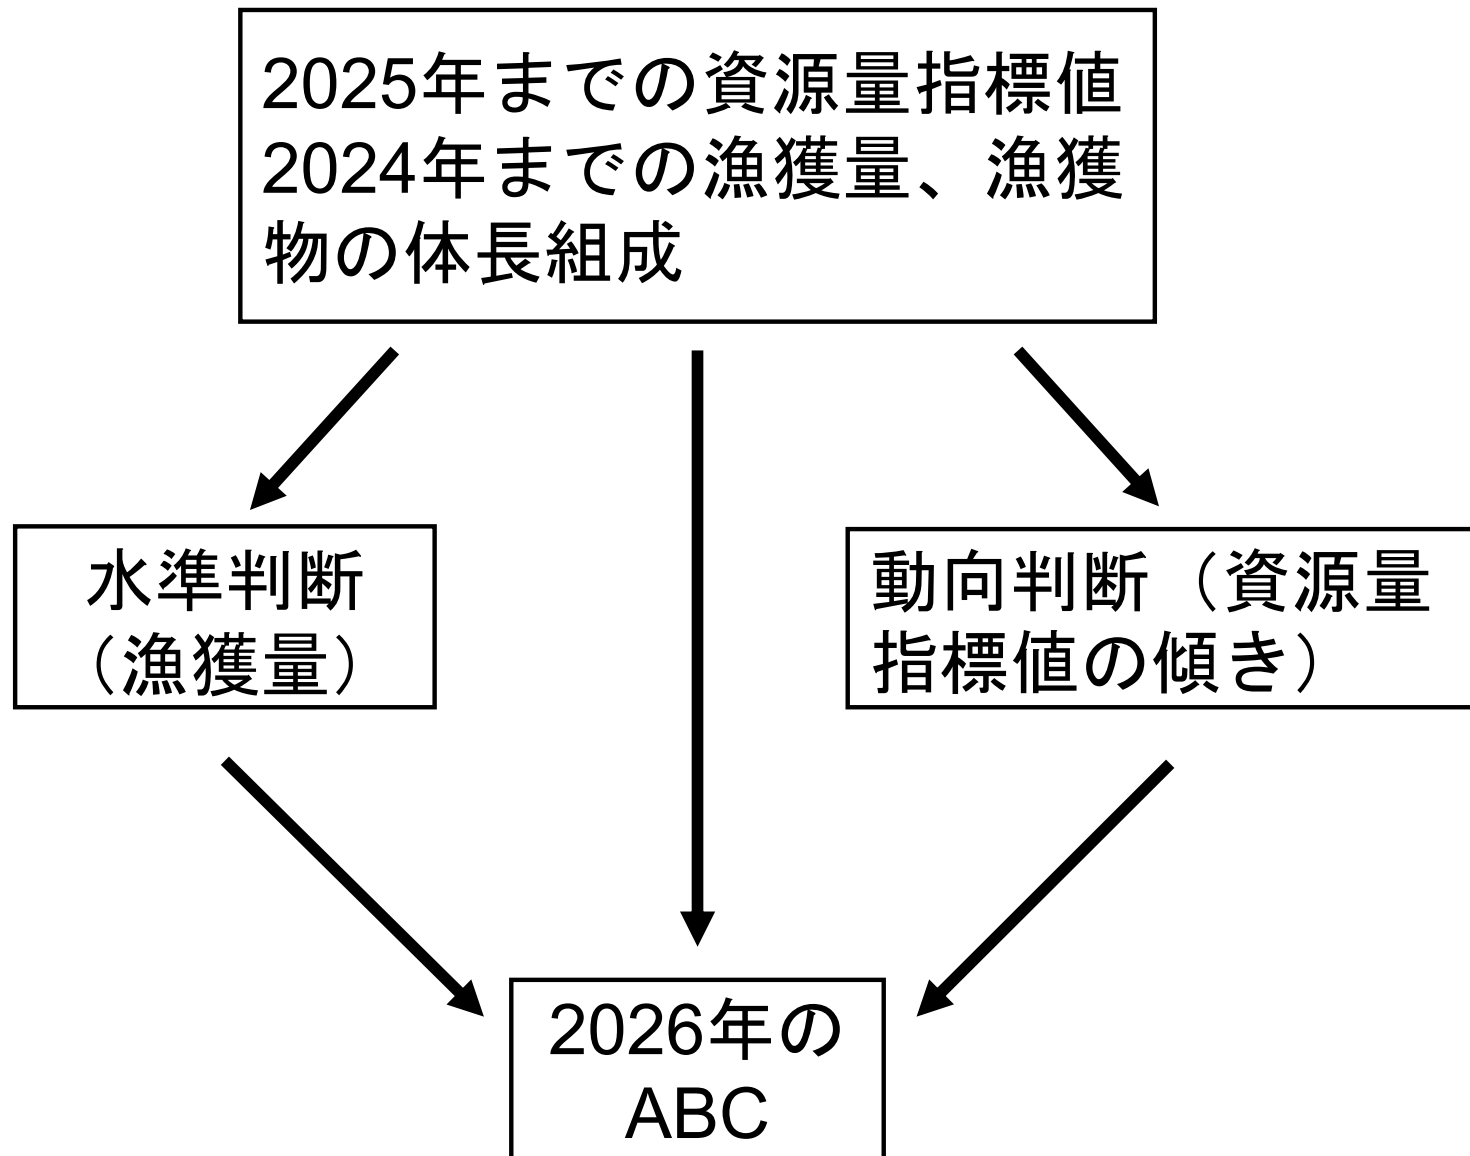 2025年までの資源量指標値
2024年までの漁獲量、漁獲
物の体長組成
水準判断
（漁獲量）
動向判断（資源量
指標値の傾き）
2026年の
ABC